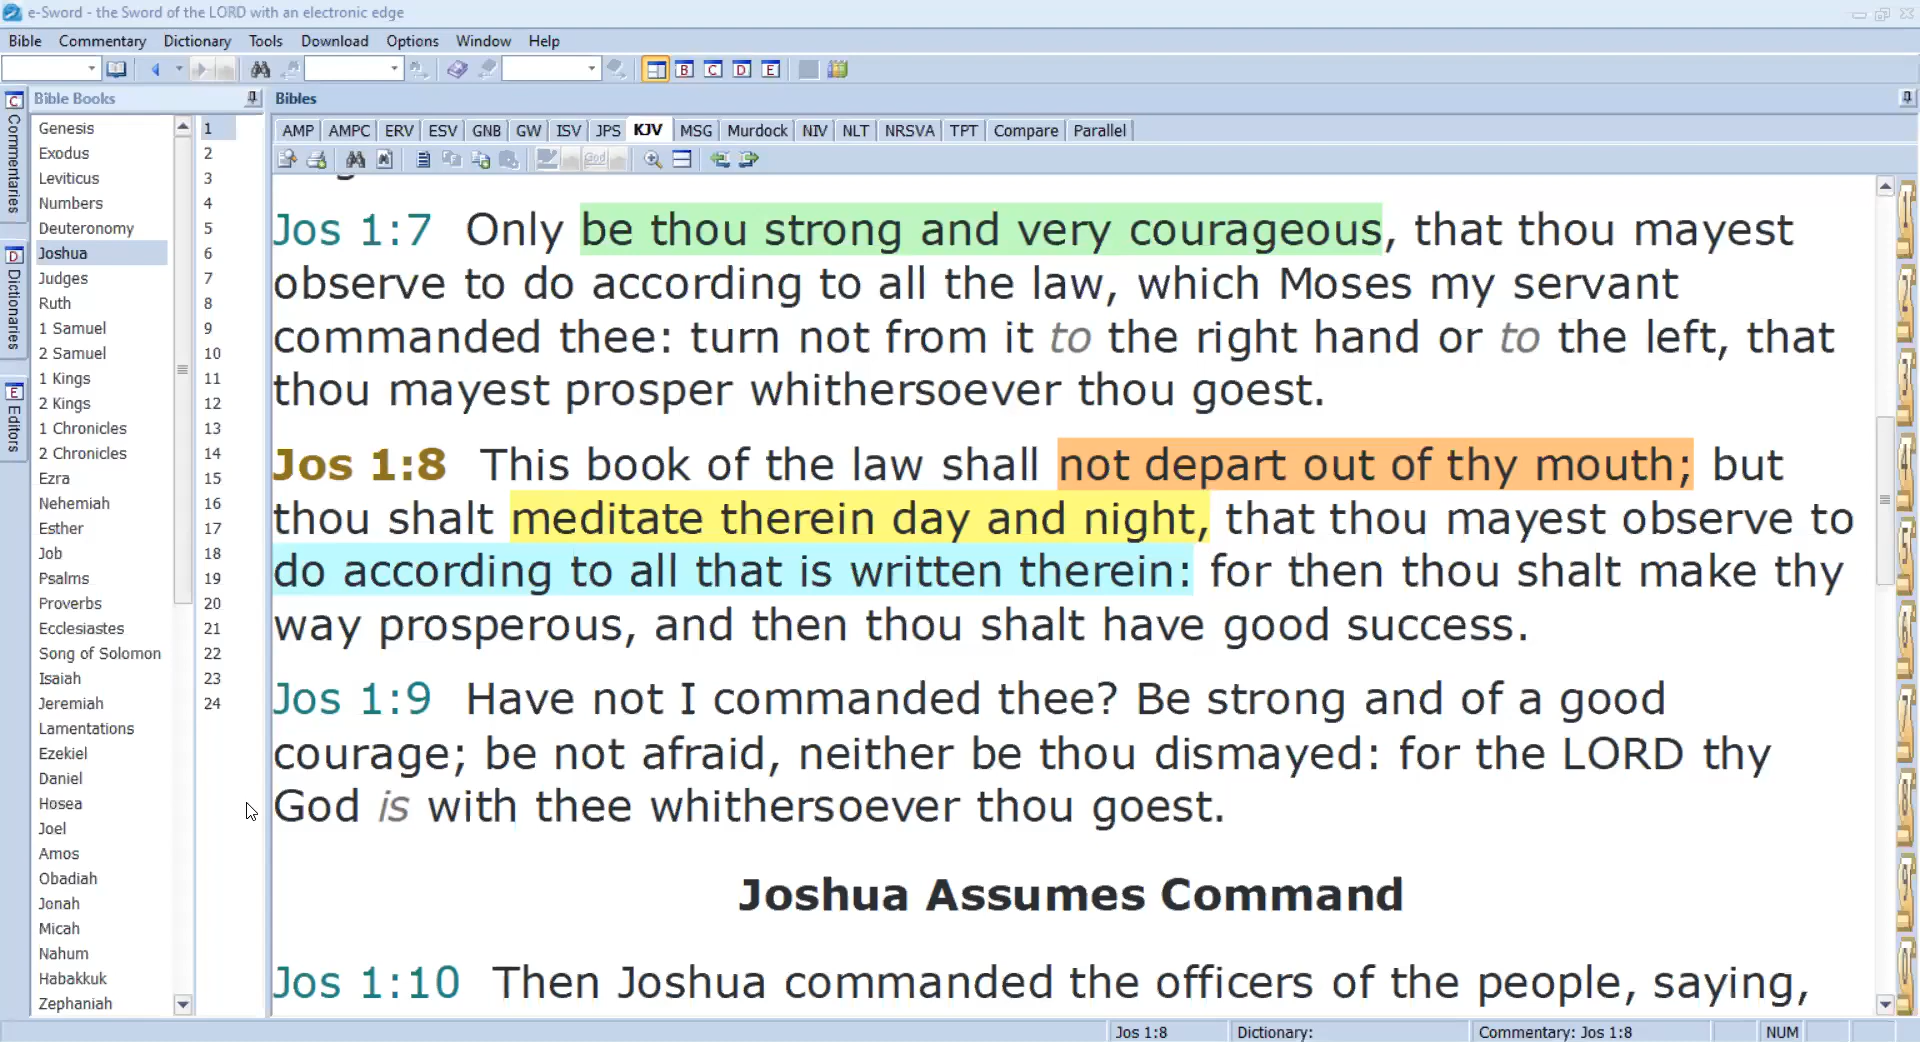 e-Sword - the Sword of the LORD with an electronic edge
Bible Commentary Dictionary Tools Download Options Window Help
B C D E
C Commentaries
D Dictionaries
E Editors
Bible Books
Genesis
Exodus
Leviticus
Numbers
Deuteronomy
Joshua
Judges
Ruth
1 Samuel
2 Samuel
1 Kings
2 Kings
1 Chronicles
2 Chronicles
Ezra
Nehemiah
Esther
Job
Psalms
Proverbs
Ecclesiastes
Song of Solomon
Isaiah
Jeremiah
Lamentations
Ezekiel
Daniel
Hosea
Joel
Amos
Obadiah
Jonah
Micah
Nahum
Habakkuk
Zephaniah
1
2
3
4
5
6
7
8
9
10
11
12
13
14
15
16
17
18
19
20
21
22
23
24
Bibles
AMP AMPC ERV ESV GNB GW ISV JPS KJV MSG Murdock NIV NLT NRSVA TPT Compare Parallel
God
Jos 1:7 Only be thou strong and very courageous, that thou mayest
observe to do according to all the law, which Moses my servant
commanded thee: turn not from it to the right hand or to the left, that
thou mayest prosper whithersoever thou goest.
Jos 1:8 This book of the law shall not depart out of thy mouth; but
thou shalt meditate therein day and night, that thou mayest observe to
do according to all that is written therein: for then thou shalt make thy
way prosperous, and then thou shalt have good success.
Jos 1:9 Have not I commanded thee? Be strong and of a good
courage; be not afraid, neither be thou dismayed: for the LORD thy
God is with thee whithersoever thou goest.
Joshua Assumes Command
Jos 1:10 Then Joshua commanded the officers of the people, saying,
Jos 1:8 Dictionary: Commentary: Jos 1:8 NUM